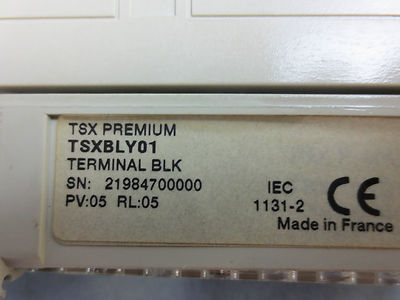 TSX PREMIUM
TSXBLY01
TERMINAL BLK
SN: 21984700000
PV:05 RL:05
IEC
1131-2
CE
Made in France